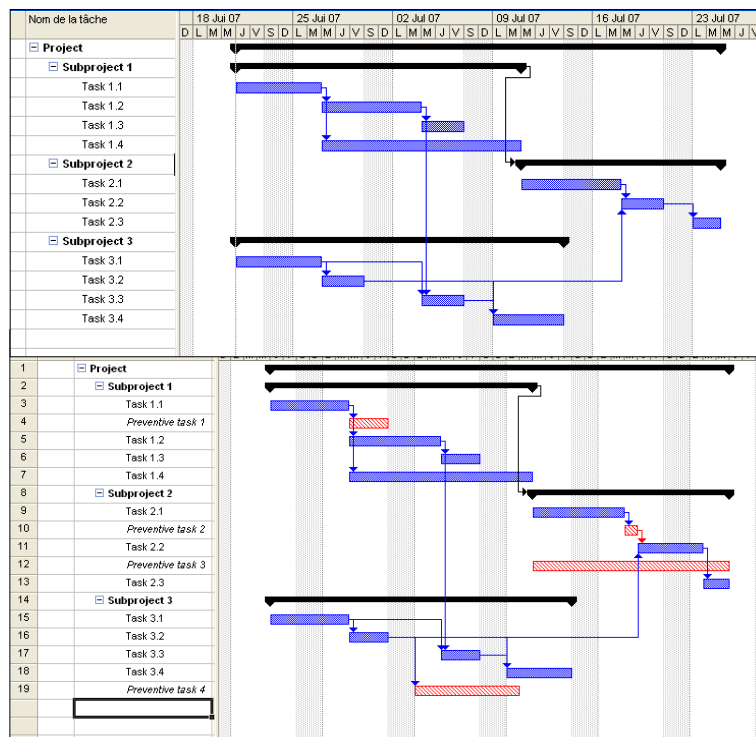 Nom de la tâche 18 Jui 07 25 Jui 07 02 Jul 07 09 Jul 07 16 Jul 07 23 Jul 07
D L M M J V S D L M M J V S D L M M J V S D L M M J V S D L M M J V S D L M M J V
Project
Subproject 1
Task 1.1
Task 1.2
Task 1.3
Task 1.4
Subproject 2
Task 2.1
Task 2.2
Task 2.3
Subproject 3
Task 3.1
Task 3.2
Task 3.3
Task 3.4
1 Project
2 Subproject 1
3 Task 1.1
4 Preventive task 1
5 Task 1.2
6 Task 1.3
7 Task 1.4
8 Subproject 2
9 Task 2.1
10 Preventive task 2
11 Task 2.2
12 Preventive task 3
13 Task 2.3
14 Subproject 3
15 Task 3.1
16 Task 3.2
17 Task 3.3
18 Task 3.4
19 Preventive task 4